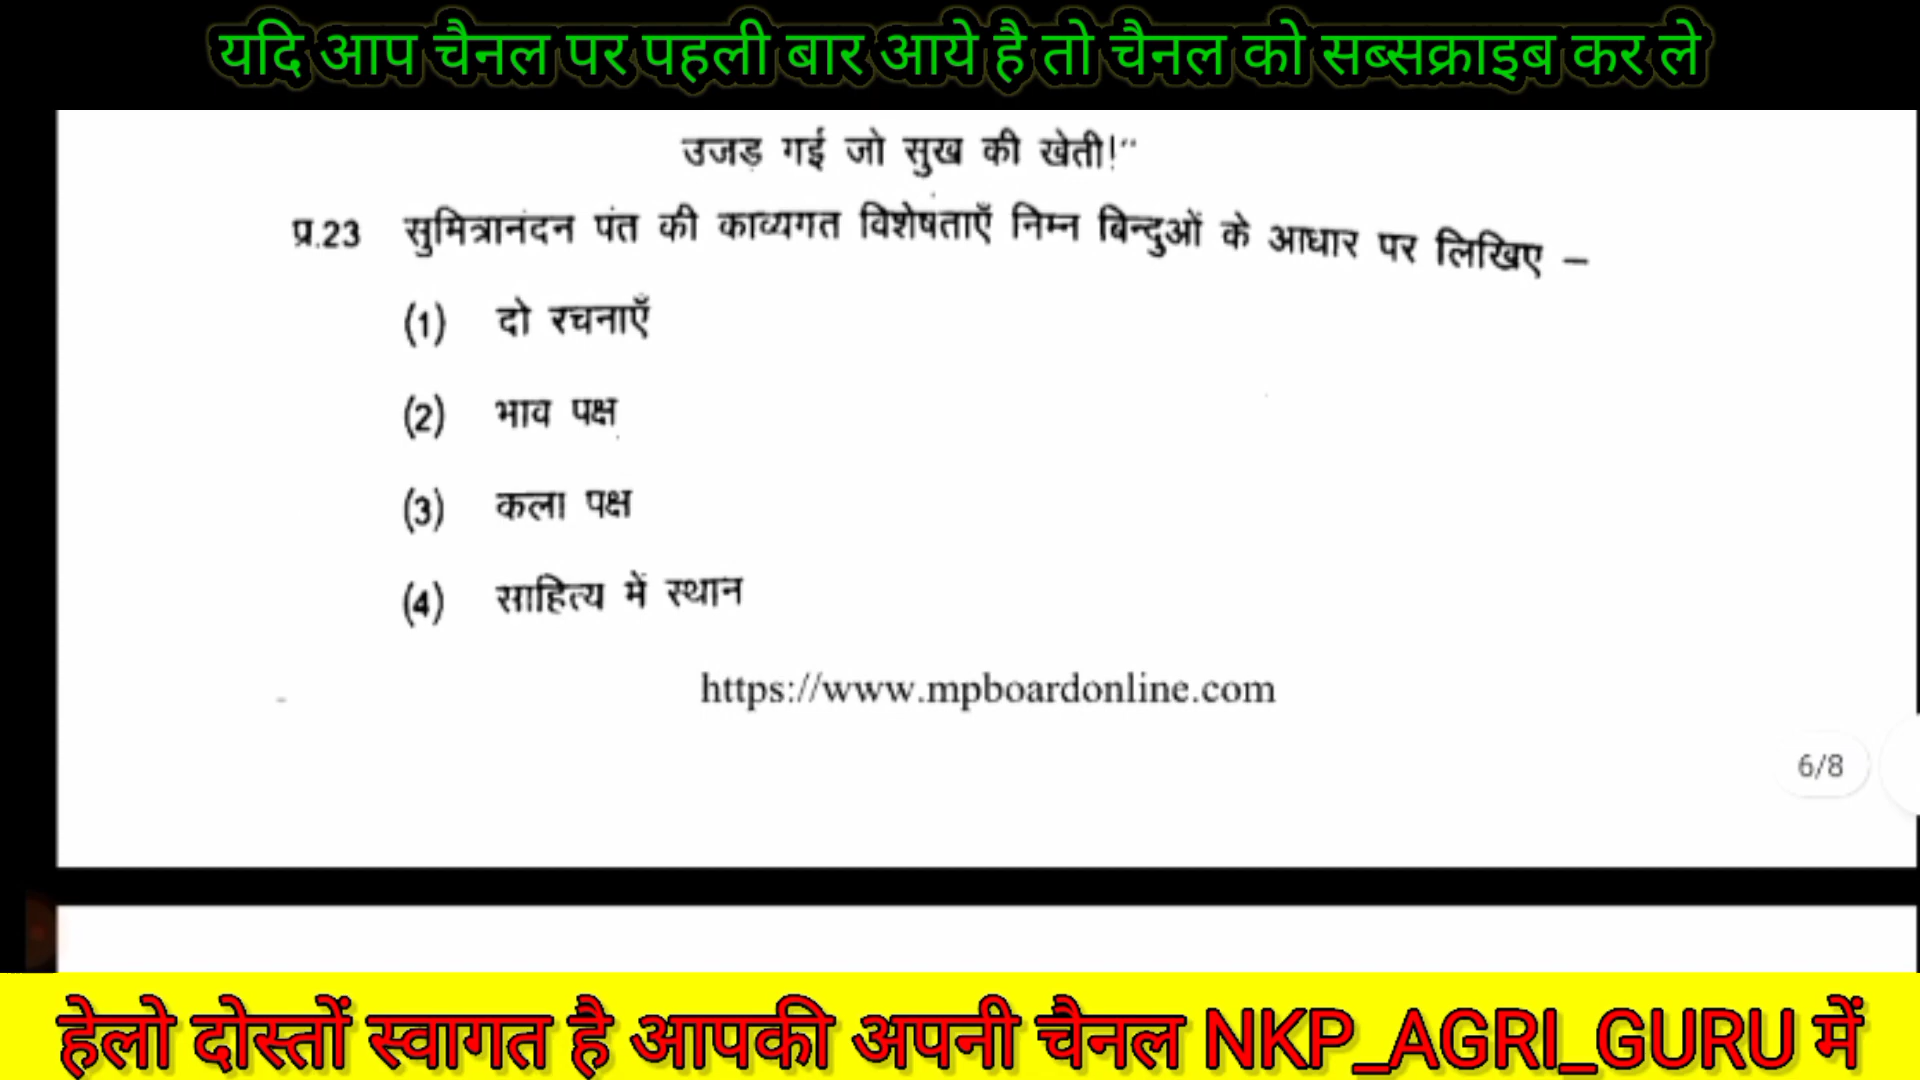 यदि आप चैनल पर पहली बार आये है तो चैनल को सब्सक्राइब कर ले
उजड़ गई जो सुख की खेती!"
प्र.23 सुमित्रानंदन पंत की काव्यगत विशेषताएँ निम्न बिन्दुओं के आधार पर लिखिए –
(1) दो रचनाएँ
(2) भाव पक्ष
(3) कला पक्ष
(4) साहित्य में स्थान
https://www.mpboardonline.com
6/8
हेलो दोस्तों स्वागत है आपकी अपनी चैनल NKP_AGRI_GURU में